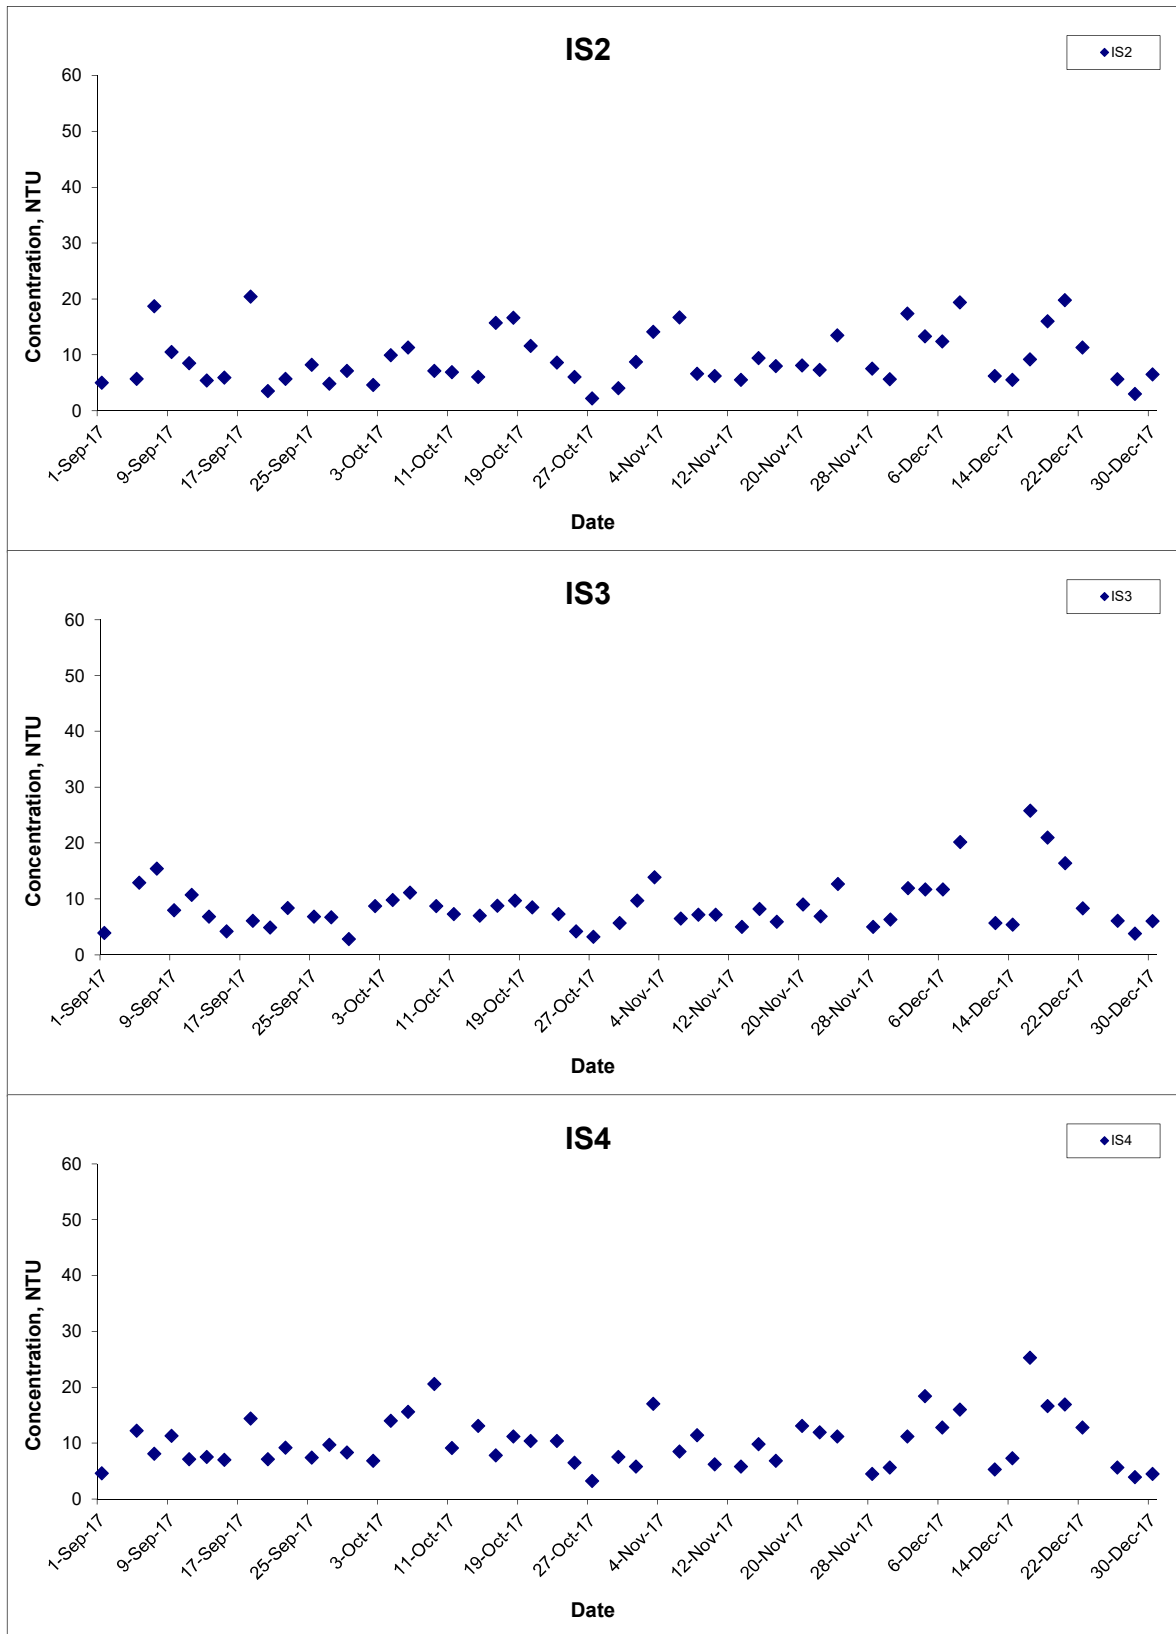 IS2
IS2
60
50
40
30
20
10
0
Concentration, NTU
1-Sep-17 9-Sep-17 17-Sep-17 25-Sep-17 3-Oct-17 11-Oct-17 19-Oct-17 27-Oct-17 4-Nov-17 12-Nov-17 20-Nov-17 28-Nov-17 6-Dec-17 14-Dec-17 22-Dec-17 30-Dec-17
Date
IS3
IS3
60
50
40
30
20
10
0
Concentration, NTU
1-Sep-17 9-Sep-17 17-Sep-17 25-Sep-17 3-Oct-17 11-Oct-17 19-Oct-17 27-Oct-17 4-Nov-17 12-Nov-17 20-Nov-17 28-Nov-17 6-Dec-17 14-Dec-17 22-Dec-17 30-Dec-17
Date
IS4
IS4
60
50
40
30
20
10
0
Concentration, NTU
1-Sep-17 9-Sep-17 17-Sep-17 25-Sep-17 3-Oct-17 11-Oct-17 19-Oct-17 27-Oct-17 4-Nov-17 12-Nov-17 20-Nov-17 28-Nov-17 6-Dec-17 14-Dec-17 22-Dec-17 30-Dec-17
Date